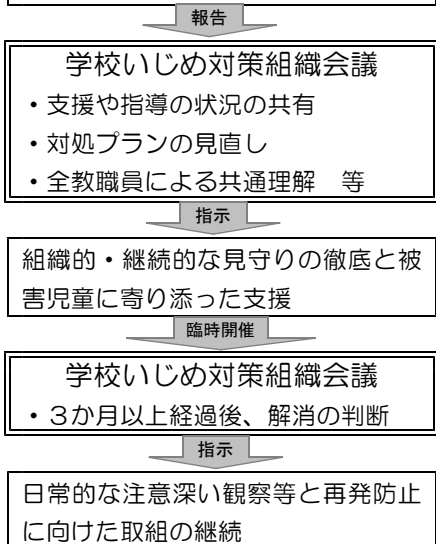 報告
学校いじめ対策組織会議
・支援や指導の状況の共有
・対処プランの見直し
・全教職員による共通理解　等
指示
組織的・継続的な見守りの徹底と被
害児童に寄り添った支援
臨時開催
学校いじめ対策組織会議
・３か月以上経過後、解消の判断
指示
日常的な注意深い観察等と再発防止
に向けた取組の継続